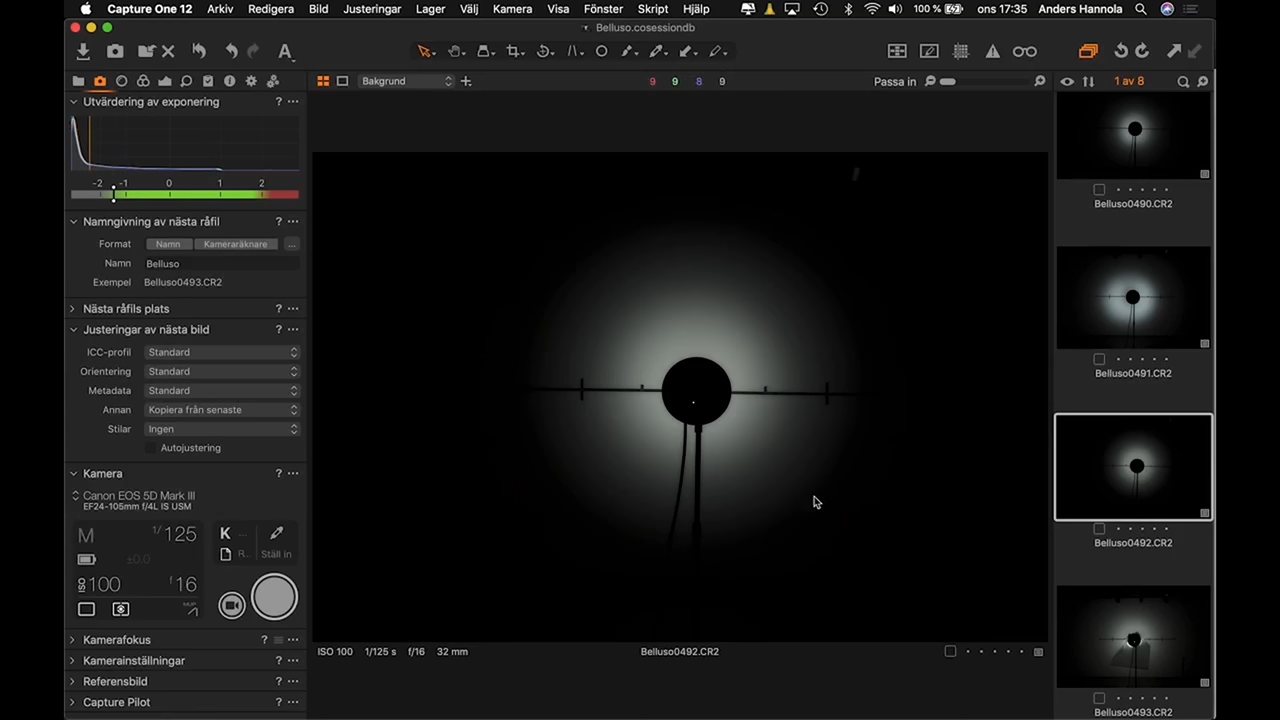 Capture One 12 Arkiv Redigera Bild Justeringar Lager Välj Kamera Visa Fönster Skript Hjälp 100 % ons 17:35 Anders Hannola
Belluso.cosessiondb
Bakgrund
9 9 8 9
Passa in
1 av 8
Utvärdering av exponering
-2 -1 0 1 2
Namngivning av nästa råfil
Format Namn Kameraräknare ...
Namn Belluso
Exempel Belluso0493.CR2
Nästa råfils plats
Justeringar av nästa bild
ICC-profil Standard
Orientering Standard
Metadata Standard
Annan Kopiera från senaste
Stilar Ingen
Autojustering
Kamera
Canon EOS 5D Mark III
EF24-105mm f/4L IS USM
M 1/125
±0.0
K ...
R... Ställ in
ISO 100 f 16
Kamerafokus
Kamerainställningar
Referensbild
Capture Pilot
ISO 100 1/125 s f/16 32 mm Belluso0492.CR2
Belluso0490.CR2
Belluso0491.CR2
Belluso0492.CR2
Belluso0493.CR2